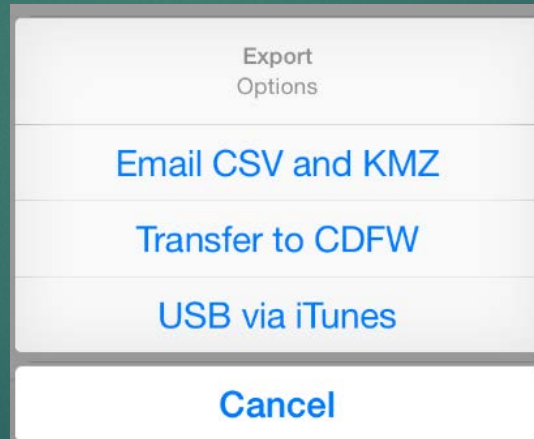 Export
Options
Email CSV and KMZ
Transfer to CDFW
USB via iTunes
Cancel